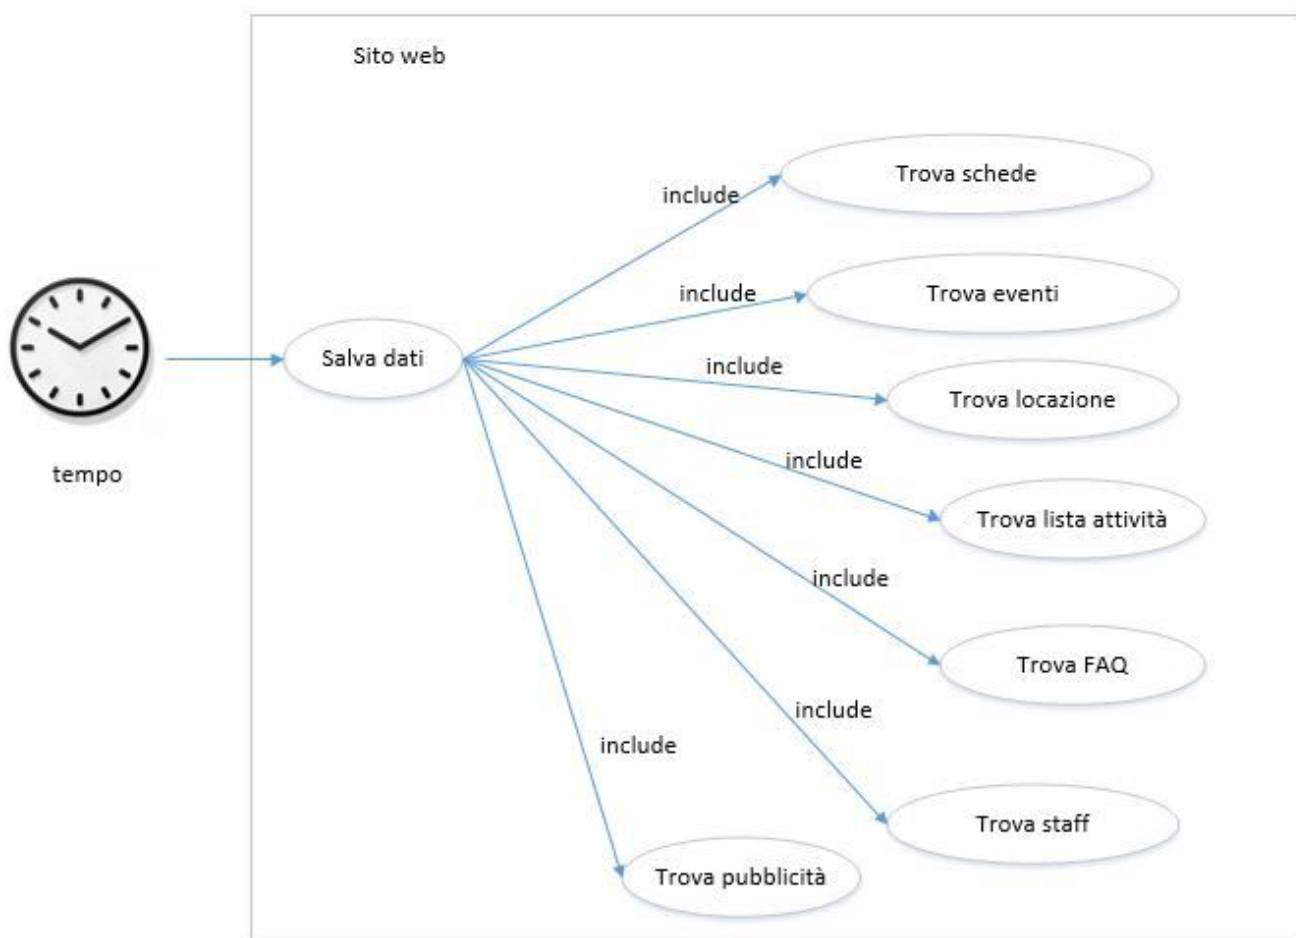 Sito web
Trova schede
include
include
Trova eventi
Salva dati
include
Trova locazione
include
tempo
Trova lista attività
include
Trova FAQ
include
include
Trova staff
Trova pubblicità